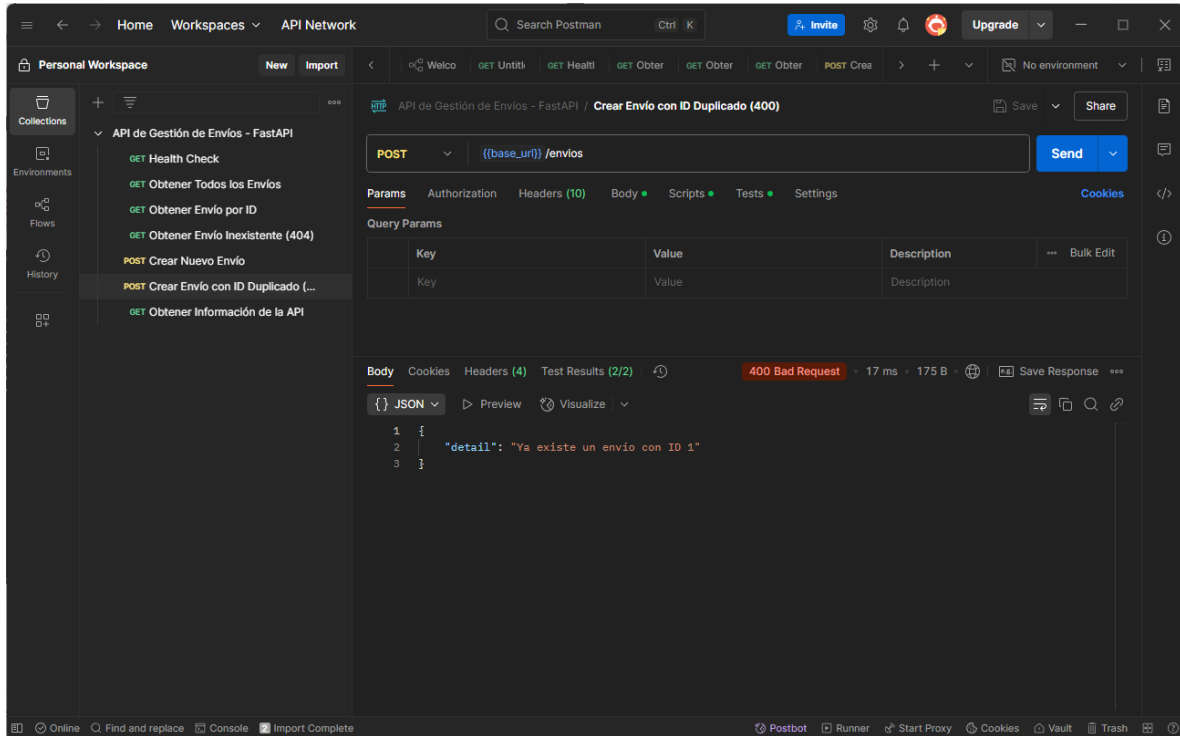 Home Workspaces API Network Search Postman Ctrl K Invite Upgrade
Personal Workspace New Import Welco GET Untitl GET Healtl GET Obter GET Obter GET Obter POST Crea No environment
Collections
Environments
Flows
History
API de Gestión de Envíos - FastAPI
GET Health Check
GET Obtener Todos los Envíos
GET Obtener Envío por ID
GET Obtener Envío Inexistente (404)
POST Crear Nuevo Envío
POST Crear Envío con ID Duplicado (...
GET Obtener Información de la API
HTTP API de Gestión de Envíos - FastAPI / Crear Envío con ID Duplicado (400) Save Share
POST {{base_url}} /envios Send
Params Authorization Headers (10) Body Scripts Tests Settings Cookies
Query Params
Key Value Description Bulk Edit
Key Value Description
Body Cookies Headers (4) Test Results (2/2) 400 Bad Request 17 ms 175 B e.g. Save Response
{} JSON Preview Visualize
1 {
2 "detail": "Ya existe un envío con ID 1"
3 }
Online Find and replace Console 2 Import Complete Postbot Runner Start Proxy Cookies Vault Trash